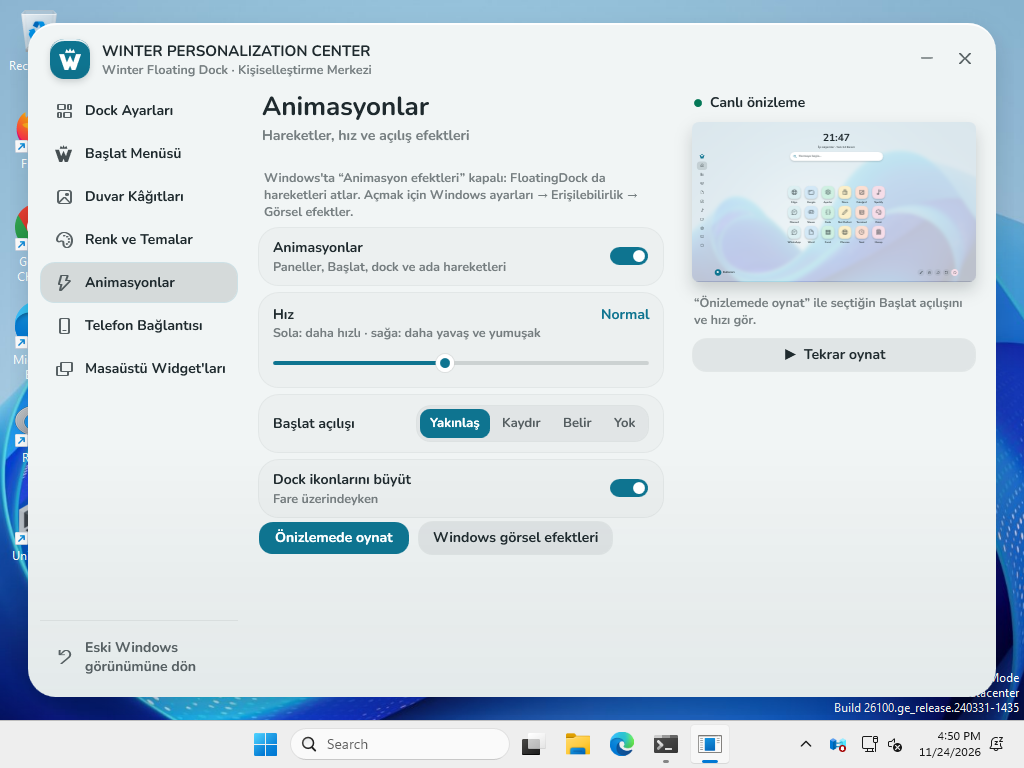 WINTER PERSONALIZATION CENTER
Winter Floating Dock · Kişiselleştirme Merkezi
Dock Ayarları
Başlat Menüsü
Duvar Kâğıtları
Renk ve Temalar
Animasyonlar
Telefon Bağlantısı
Masaüstü Widget'ları
Eski Windows
görünümüne dön
Animasyonlar
Hareketler, hız ve açılış efektleri
Windows'ta “Animasyon efektleri” kapalı: FloatingDock da
hareketleri atlar. Açmak için Windows ayarları → Erişilebilirlik →
Görsel efektler.
Animasyonlar
Paneller, Başlat, dock ve ada hareketleri
Hız
Normal
Sola: daha hızlı · sağa: daha yavaş ve yumuşak
Başlat açılışı
Yakınlaş
Kaydır
Belir
Yok
Dock ikonlarını büyüt
Fare üzerindeyken
Önizlemede oynat
Windows görsel efektleri
Canlı önizleme
21:47
“Önizlemede oynat” ile seçtiğin Başlat açılışını
ve hızı gör.
Tekrar oynat
Mode
Build 26100.ge_release.240331-1435
Search
4:50 PM
11/24/2026